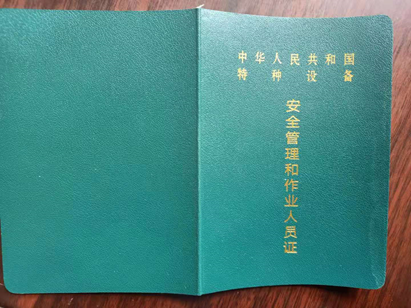 中华人民共和国
特种设备
安全管理和作业人员证